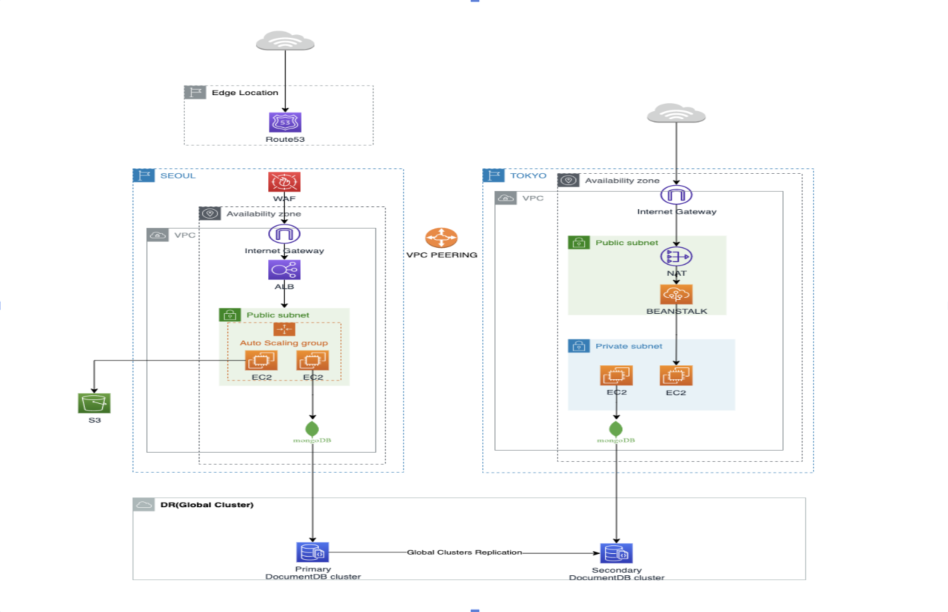 Edge Location
53
Route53
SEOUL
WAF
Availability zone
VPC
Internet Gateway
ALB
Public subnet
Auto Scaling group
EC2
EC2
S3
mongoDB
VPC PEERING
TOKYO
Availability zone
VPC
Internet Gateway
Public subnet
NAT
BEANSTALK
Private subnet
EC2
EC2
mongoDB
DR(Global Cluster)
Global Clusters Replication
Primary
DocumentDB cluster
Secondary
DocumentDB cluster